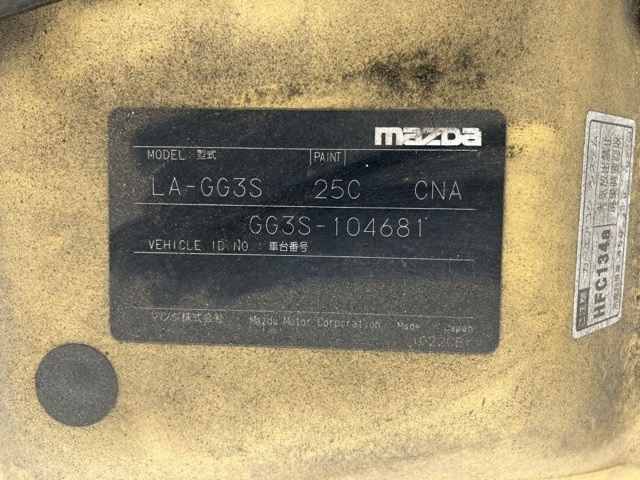 mazda
MODEL: 型式 PAINT
LA-GG3S 25C CNA
GG3S-104681
VEHICLE ID NO.: 車台番号
マツダ株式会社 Mazda Motor Corporation Made Japan
HFC134a